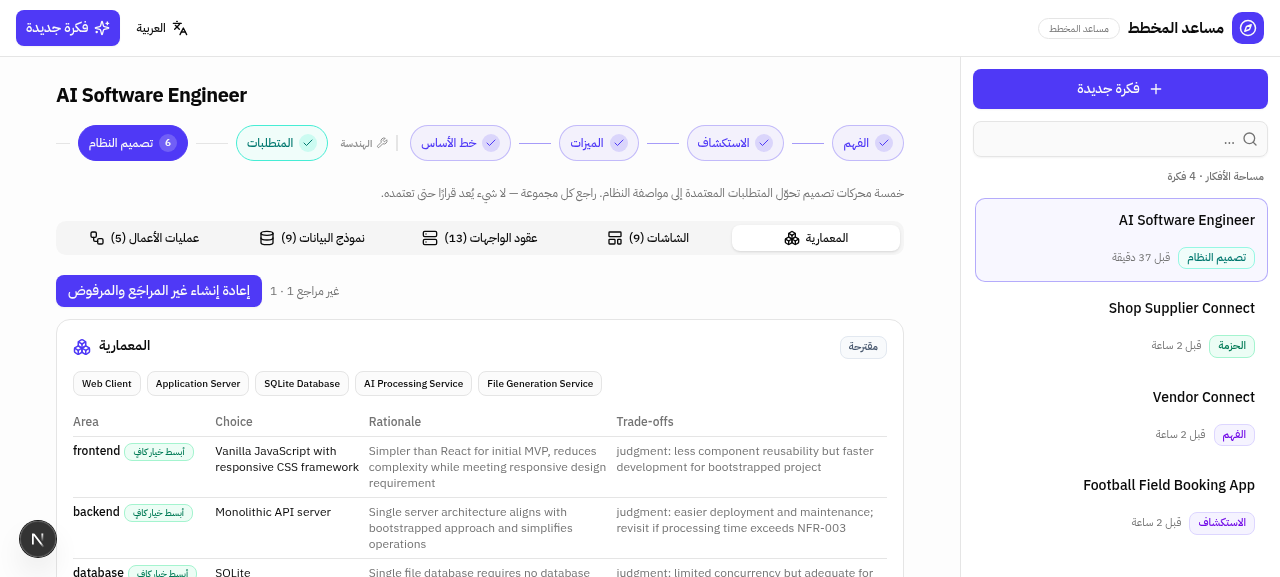 مساعد المخطط
مساعد المخطط
العربية
فكرة جديدة
فكرة جديدة
...
مساحة الأفكار · 4 فكرة
AI Software Engineer
تصميم النظام
قبل 37 دقيقة
Shop Supplier Connect
الحزمة
قبل 2 ساعة
Vendor Connect
الفهم
قبل 2 ساعة
Football Field Booking App
الاستكشاف
قبل 2 ساعة
AI Software Engineer
الفهم
الاستكشاف
الميزات
خط الأساس
الهندسة
المتطلبات
6 تصميم النظام
خمسة محركات تصميم تحوّل المتطلبات المعتمدة إلى مواصفة النظام. راجع كل مجموعة — لا شيء يُعد قرارًا حتى تعتمده.
المعمارية
الشاشات (9)
عقود الواجهات (13)
نموذج البيانات (9)
عمليات الأعمال (5)
غير مراجع 1 · 1
إعادة إنشاء غير المراجَع والمرفوض
المعمارية
مقترحة
Web Client
Application Server
SQLite Database
AI Processing Service
File Generation Service
Area Choice Rationale Trade-offs
frontend أبسط خيار كافٍ
Vanilla JavaScript with
responsive CSS framework
Simpler than React for initial MVP, reduces
complexity while meeting responsive design
requirement
judgment: less component reusability but faster
development for bootstrapped project
backend أبسط خيار كافٍ
Monolithic API server
Single server architecture aligns with
bootstrapped approach and simplifies
operations
judgment: easier deployment and maintenance;
revisit if processing time exceeds NFR-003
database أبسط خيار كافٍ
SQLite
Single file database requires no database
judgment: limited concurrency but adequate for
N